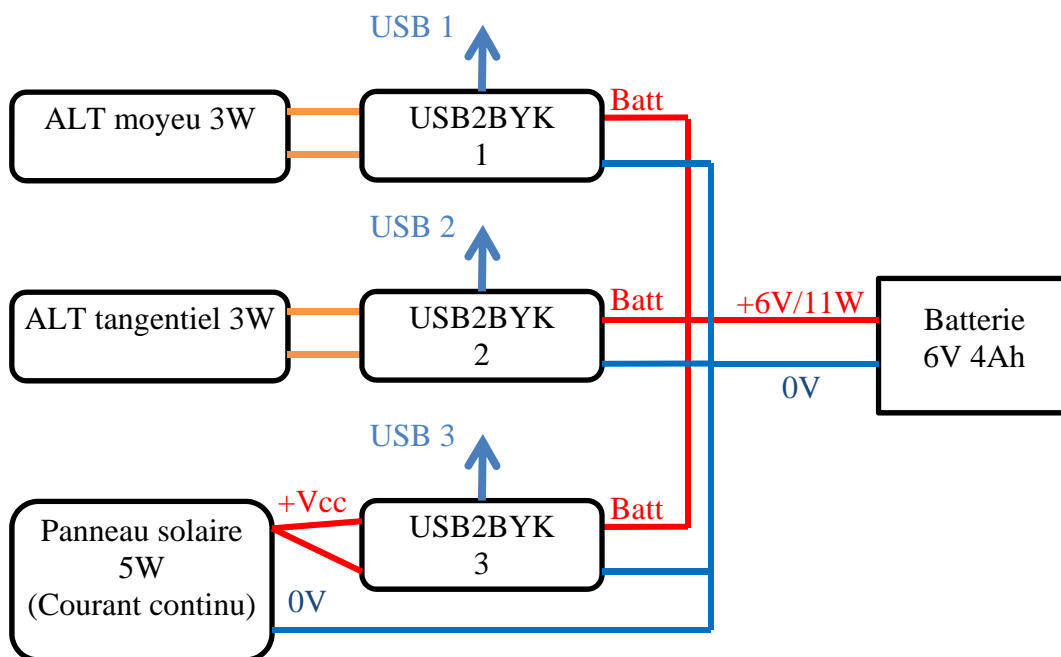 USB 1
ALT moyeu 3W
USB2BYK
1
Batt
USB 2
ALT tangentiel 3W
USB2BYK
2
Batt
+6V/11W
0V
Batterie
6V 4Ah
USB 3
+Vcc
Panneau solaire
5W
(Courant continu)
0V
USB2BYK
3
Batt